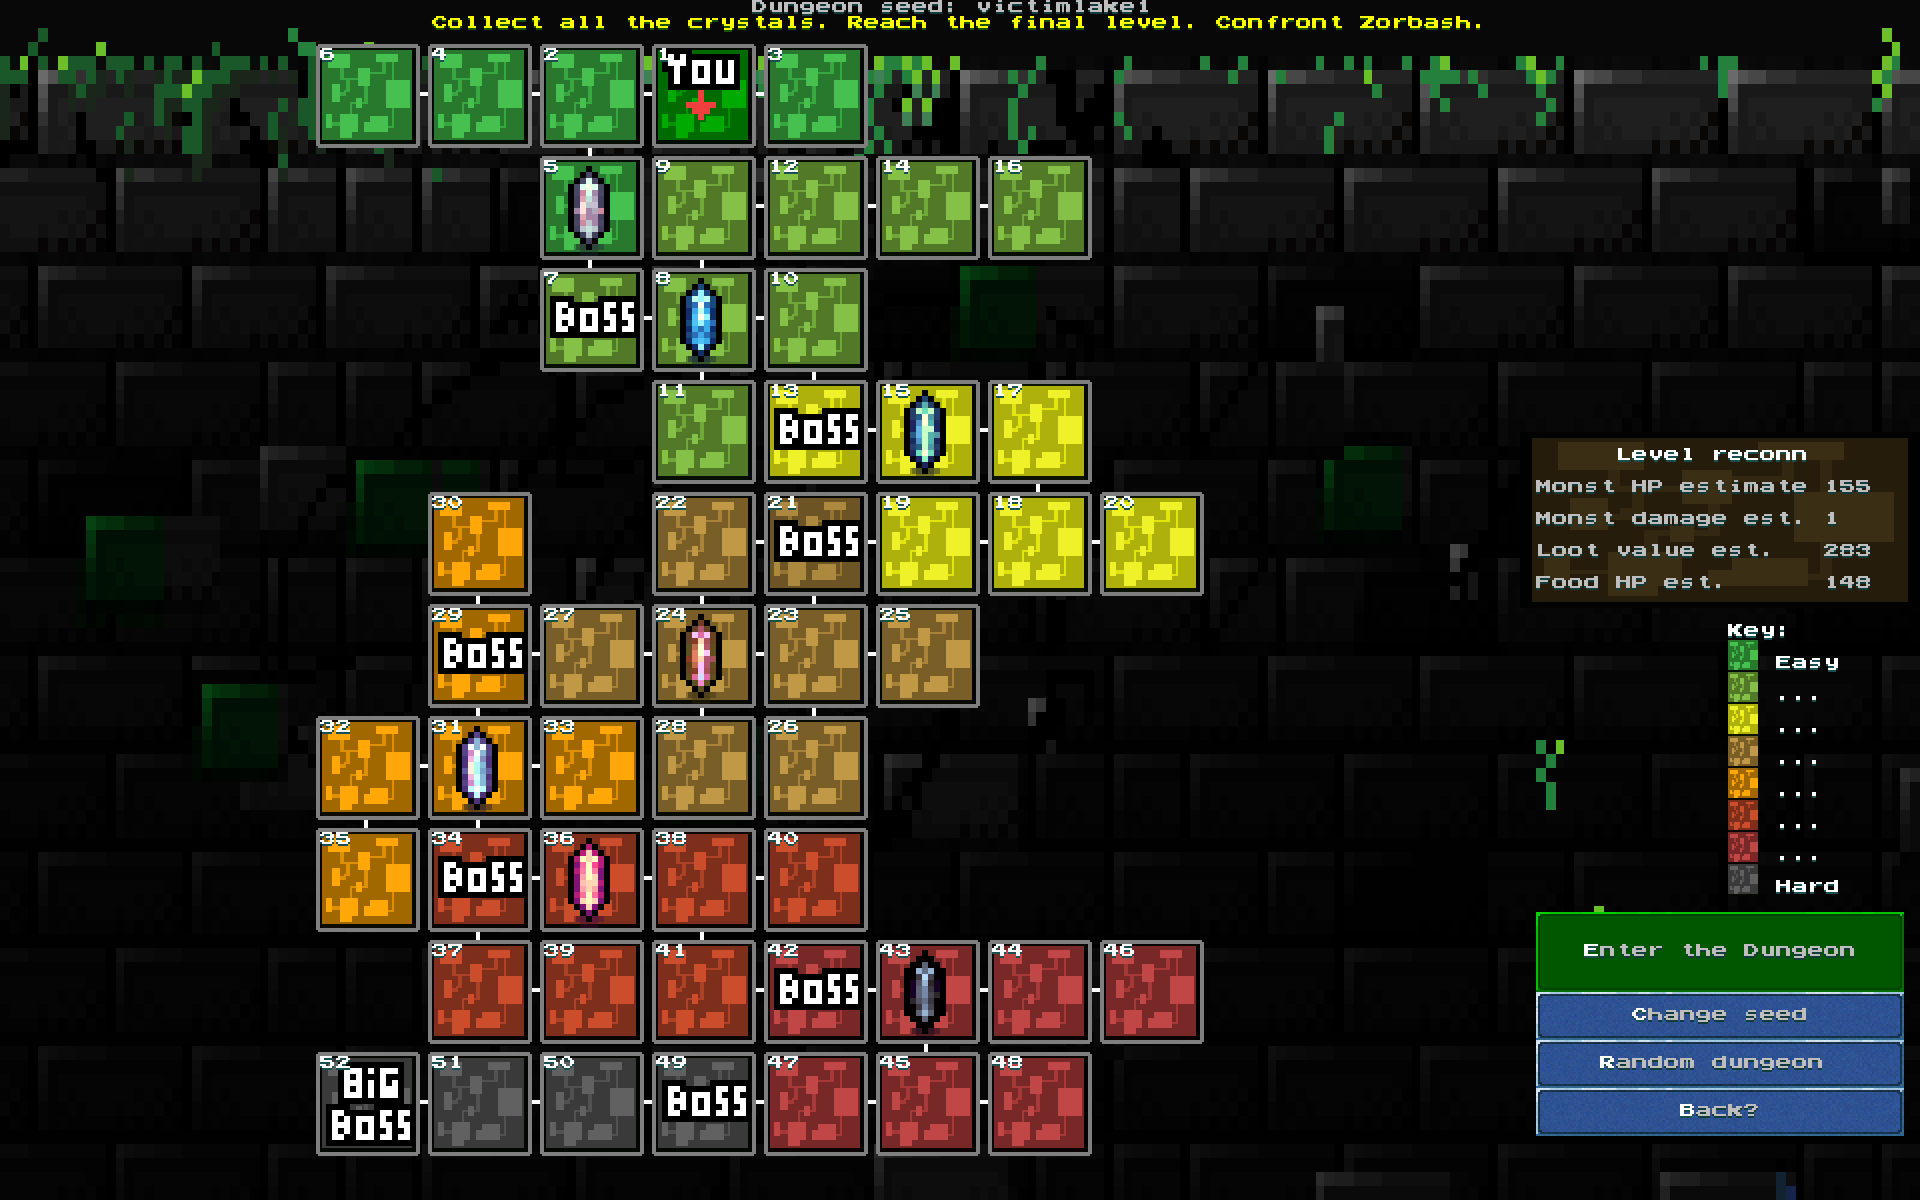 Dungeon seed: victimlake1
Collect all the crystals. Reach the final level. Confront Zorbash.
6 4 2 1 You 3
5 9 12 14 16
7 Boss 8 10
11 13 Boss 15 17
30 22 21 Boss 19 18 20
29 Boss 27 24 23 25
32 31 33 28 26
35 34 Boss 36 38 40
37 39 41 42 Boss 43 44 46
52 BiG Boss 51 50 49 Boss 47 45 48
Level reconn
Monst HP estimate 155
Monst damage est. 1
Loot value est. 283
Food HP est. 148
Key:
Easy
...
...
...
...
...
...
Hard
Enter the Dungeon
Change seed
Random dungeon
Back?